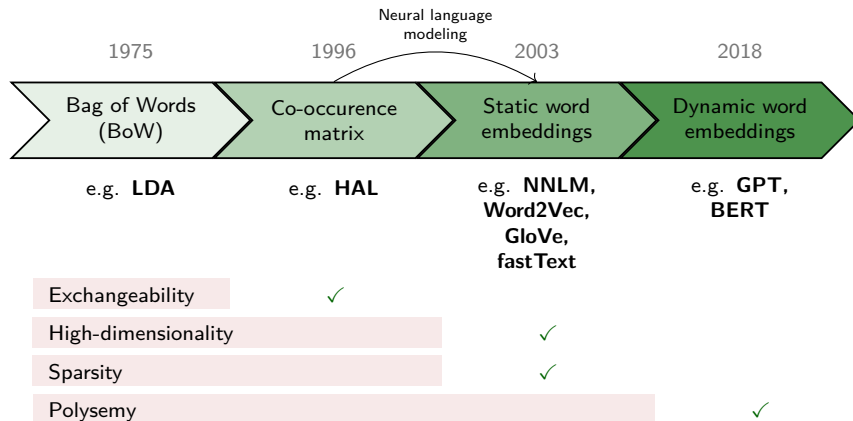 Neural language
modeling
1975
1996
2003
2018
Bag of Words
(BoW)
Co-occurence
matrix
Static word
embeddings
Dynamic word
embeddings
e.g. LDA
e.g. HAL
e.g. NNLM,
Word2Vec,
GloVe,
fastText
e.g. GPT,
BERT
Exchangeability ✓
High-dimensionality ✓
Sparsity ✓
Polysemy ✓